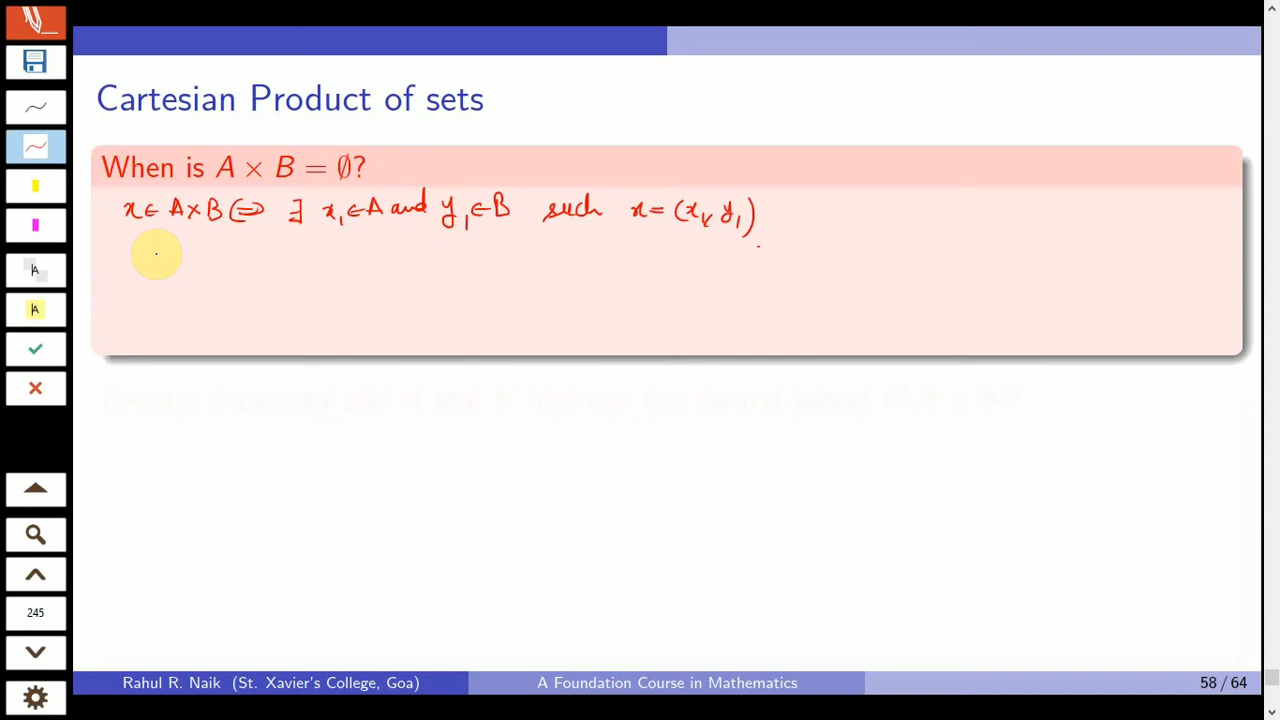 Cartesian Product of sets
When is A × B = ∅?
x ∈ A×B ⇔ ∃ x₁ ∈ A and y₁ ∈ B such x = (x₁, y₁).
A
A
245
Rahul R. Naik (St. Xavier's College, Goa) A Foundation Course in Mathematics 58 / 64